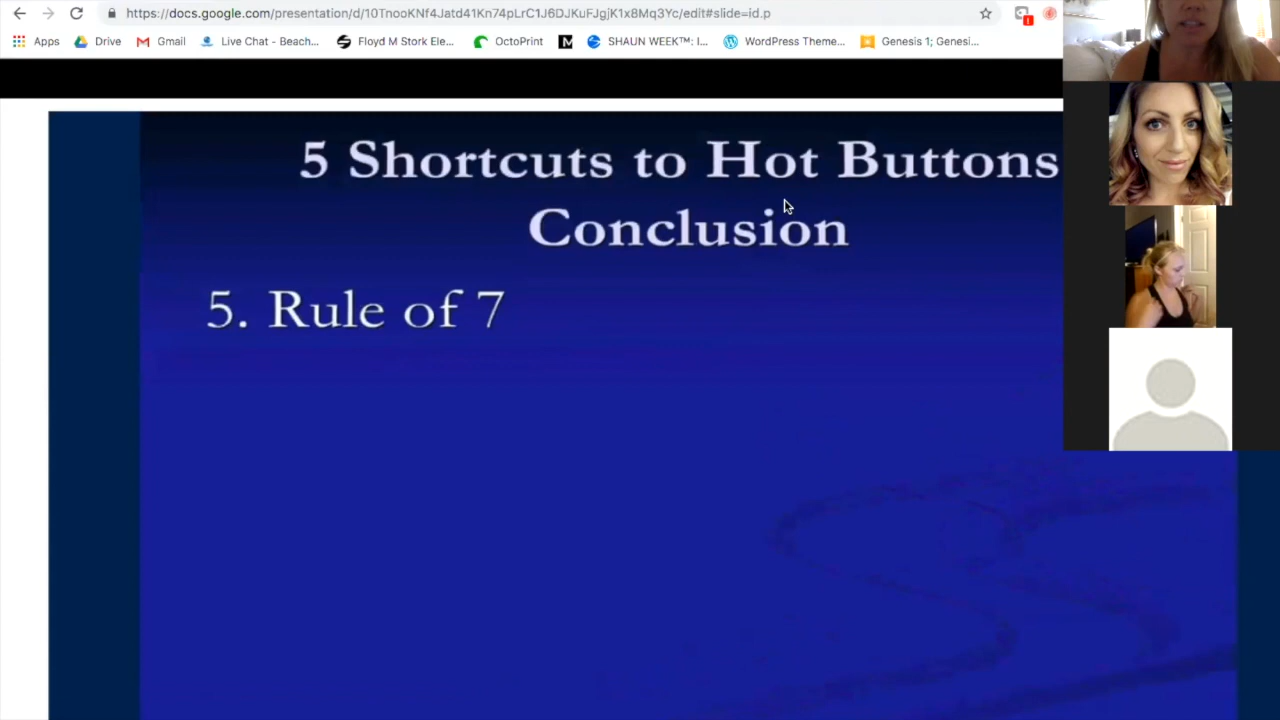 https://docs.google.com/presentation/d/10TnooKNf4Jatd41Kn74pLrC1J6DJKuFJgjK1x8Mq3Yc/edit#slide=id.p
Apps Drive Gmail Live Chat - Beach... Floyd M Stork Ele... OctoPrint M SHAUN WEEK™: I... WordPress Theme... Genesis 1; Genesi...
5 Shortcuts to Hot Buttons
Conclusion
5. Rule of 7